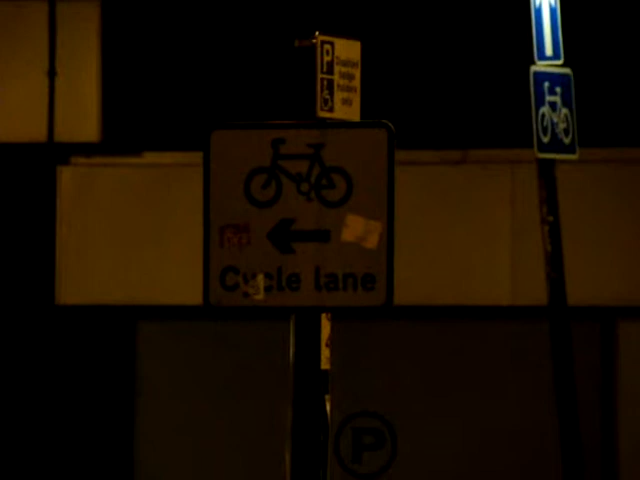 P
Disabled
badge
holders
only
Cycle lane
P